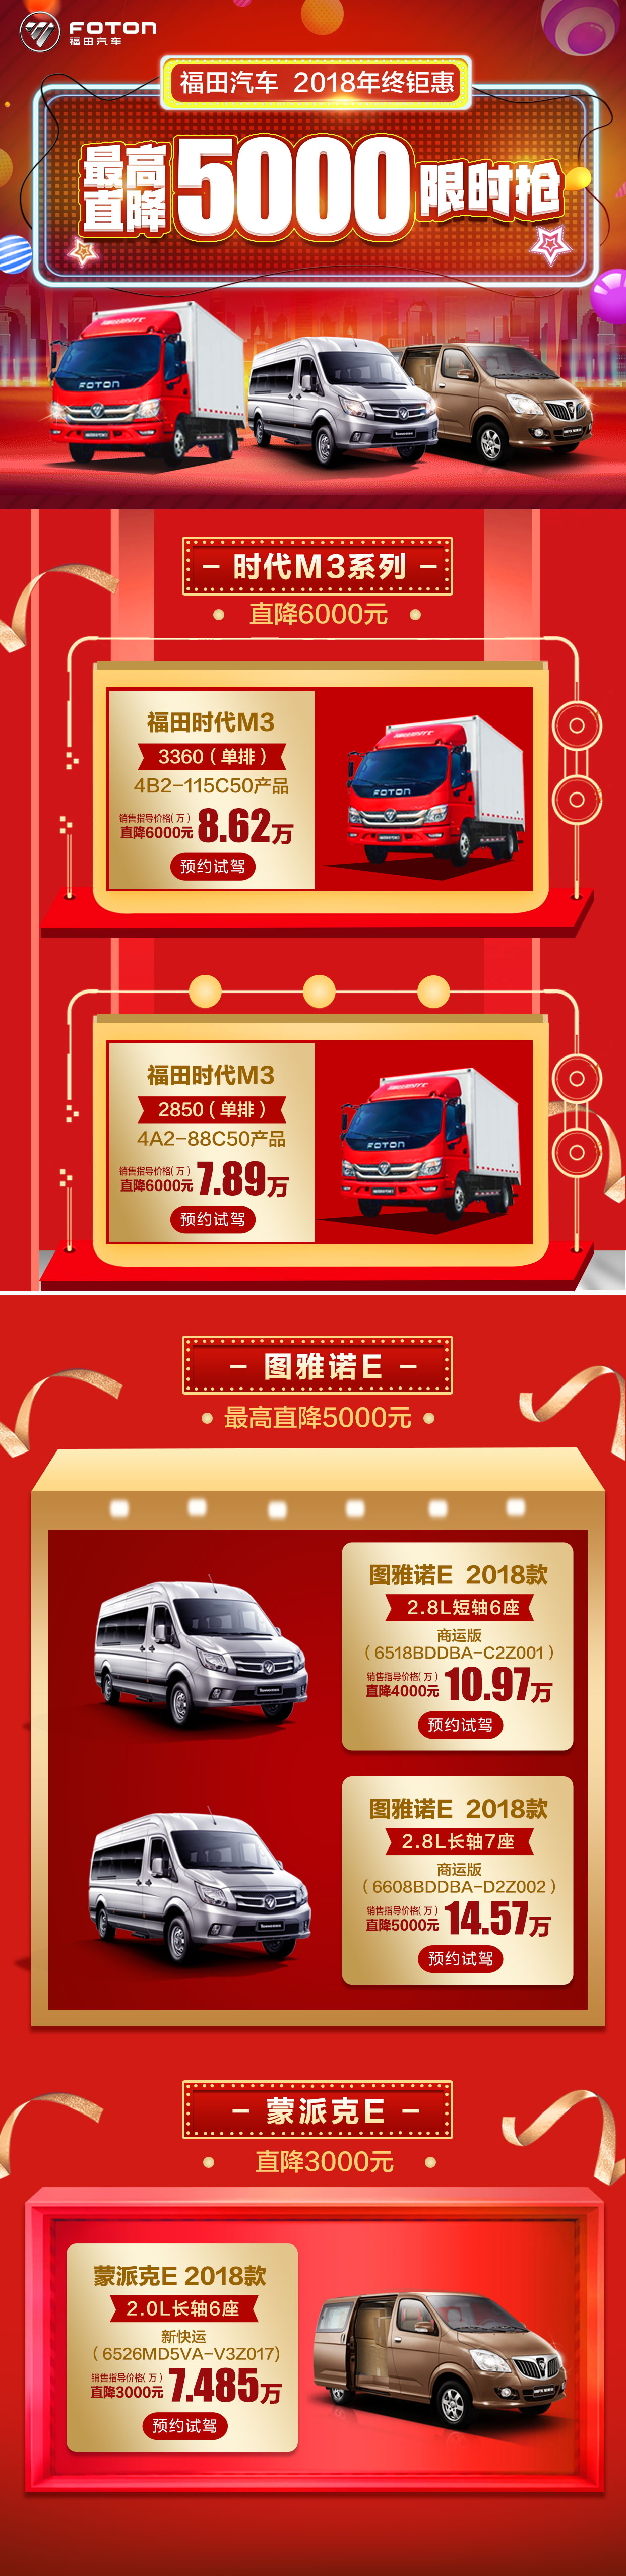 FOTON
福田汽车
福田汽车 2018年终钜惠
最高
直降
5000
限时抢
FOTON
时代M3系列
直降6000元
福田时代M3
3360（单排）
4B2-115C50产品
销售指导价格(万)
直降6000元 8.62万
预约试驾
FOTON
福田时代M3
2850（单排）
4A2-88C50产品
销售指导价格(万)
直降6000元 7.89万
预约试驾
FOTON
图雅诺E
最高直降5000元
图雅诺E 2018款
2.8L短轴6座
商运版
（6518BDDBA-C2Z001）
销售指导价格(万)
直降4000元 10.97万
预约试驾
图雅诺E 2018款
2.8L长轴7座
商运版
（6608BDDBA-D2Z002）
销售指导价格(万)
直降5000元 14.57万
预约试驾
蒙派克E
直降3000元
蒙派克E 2018款
2.0L长轴6座
新快运
（6526MD5VA-V3Z017）
销售指导价格(万)
直降3000元 7.485万
预约试驾